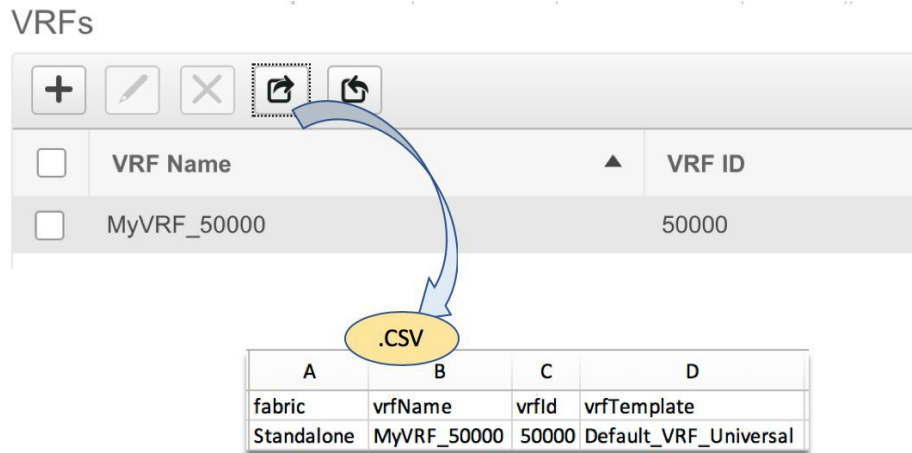 VRFs
VRF Name VRF ID
MyVRF_50000 50000
.CSV
A B C D
fabric vrfName vrfId vrfTemplate
Standalone MyVRF_50000 50000 Default_VRF_Universal